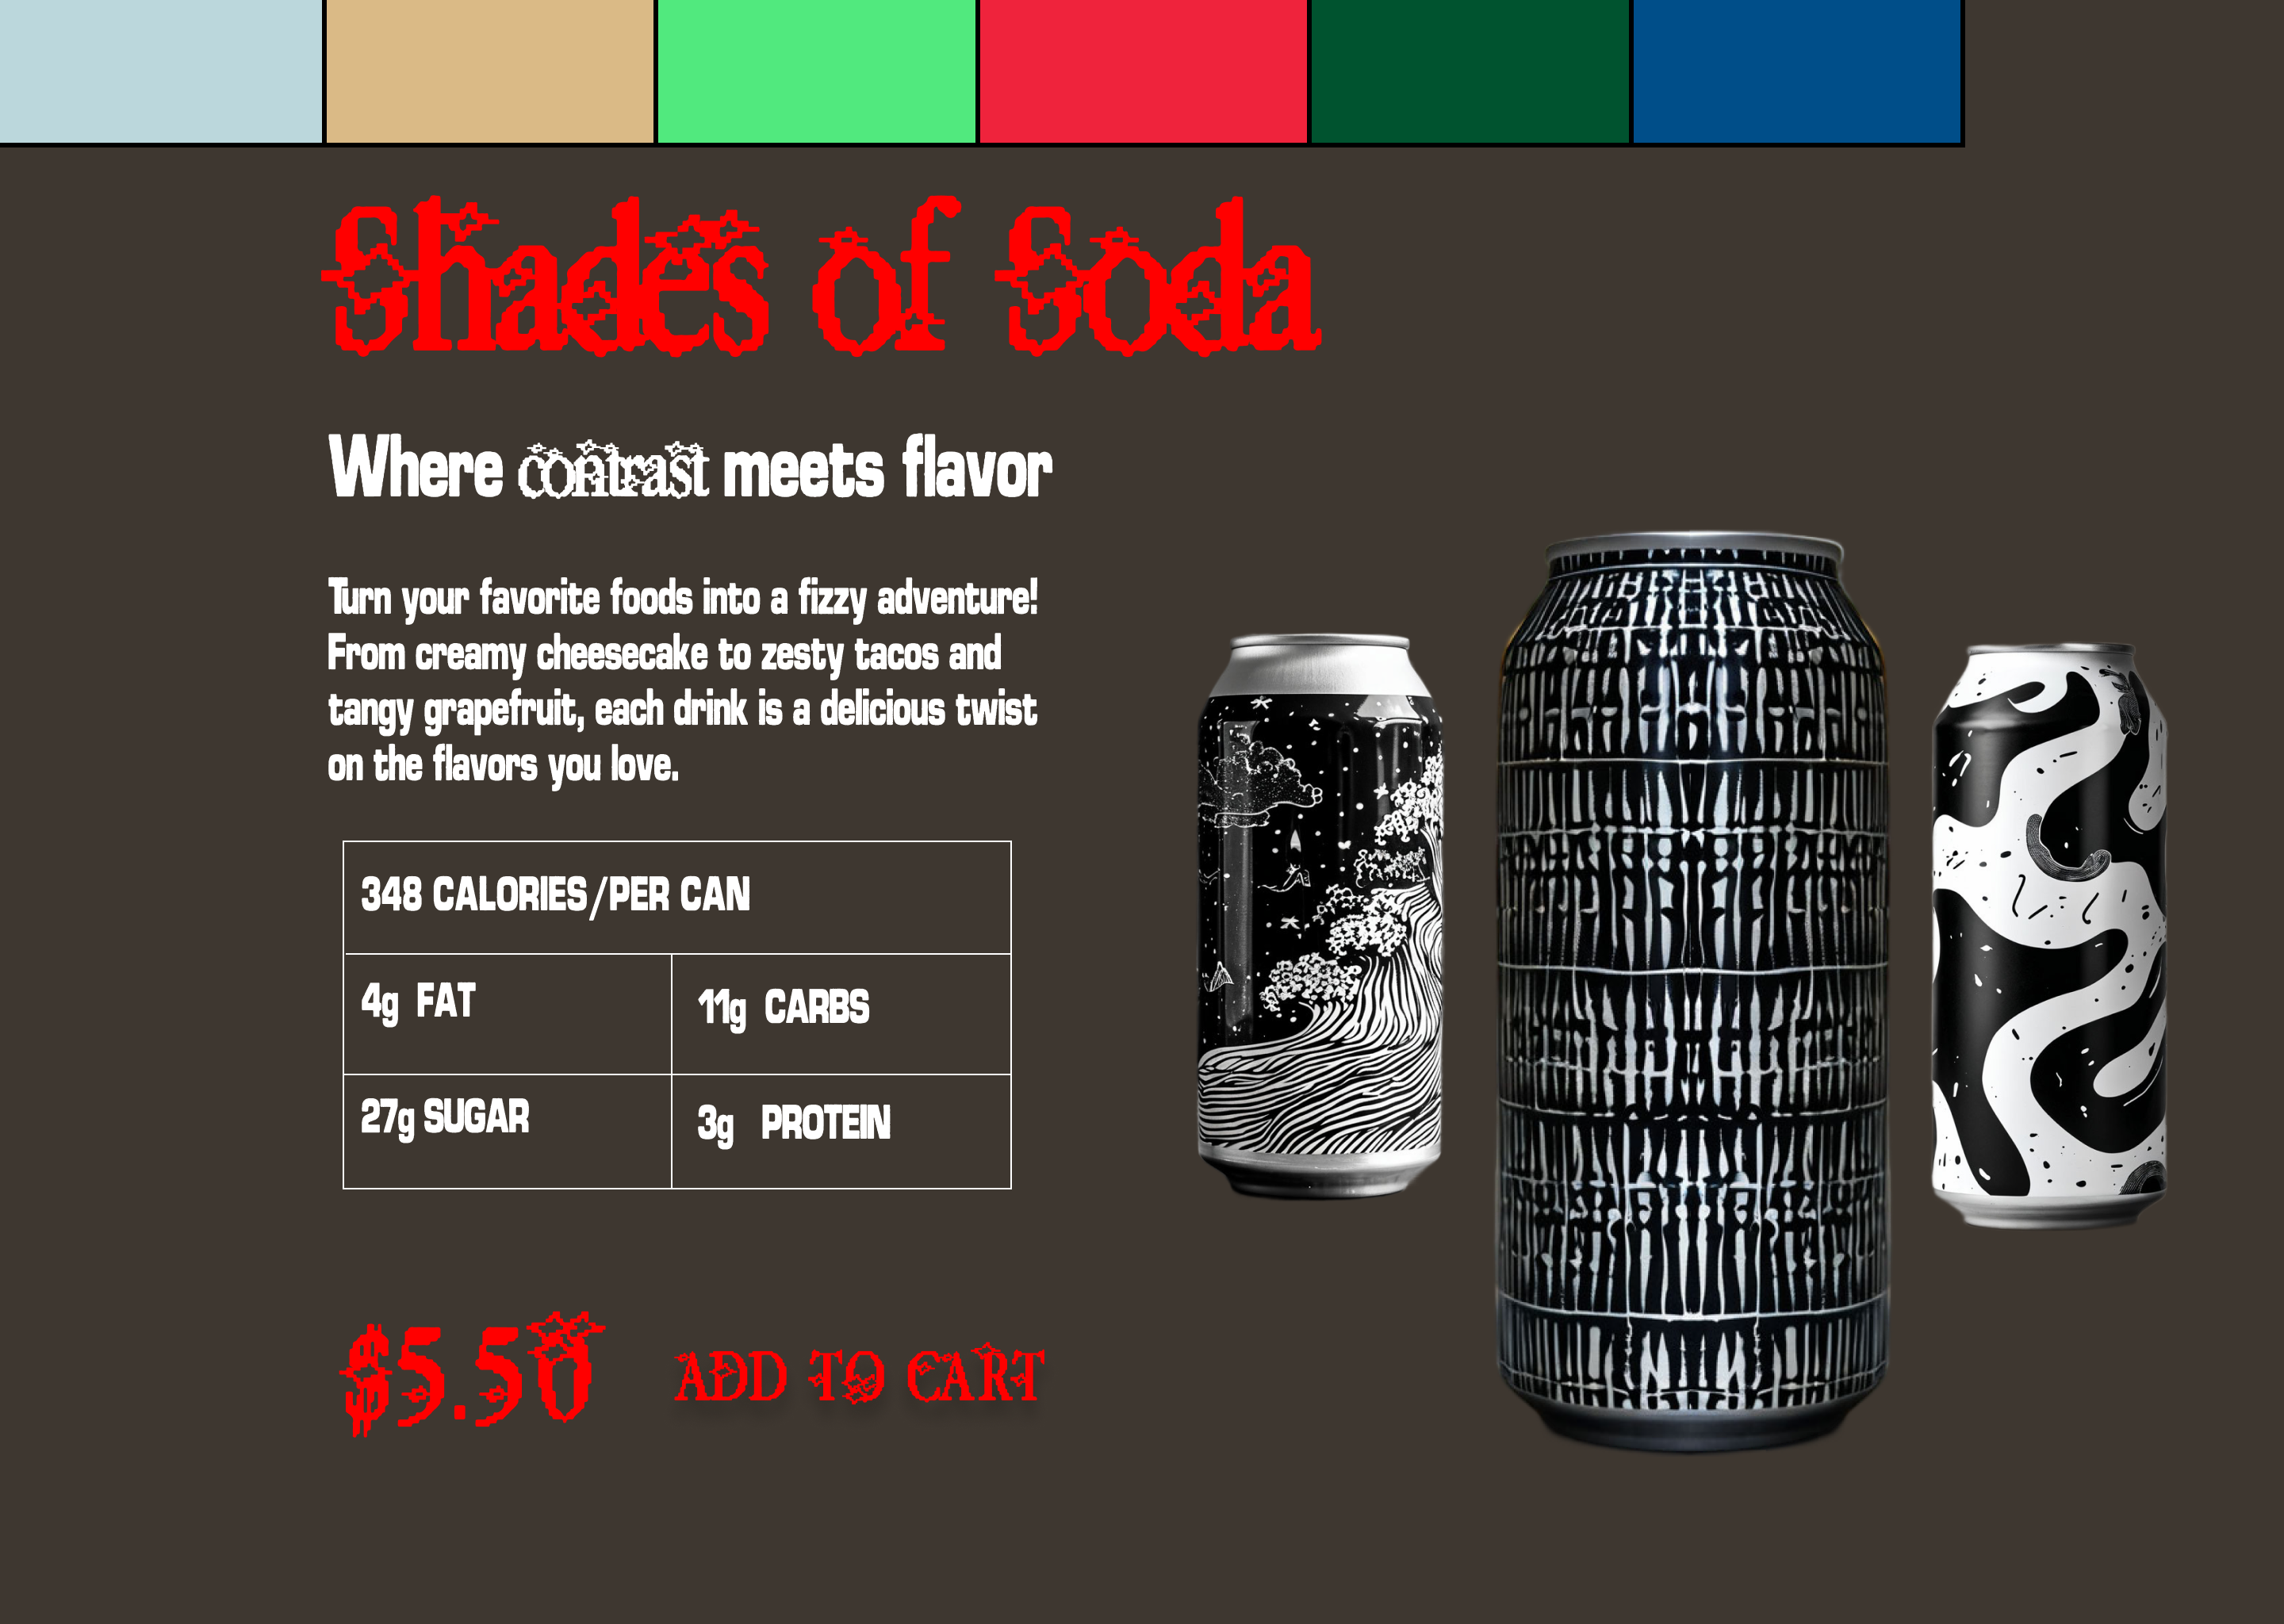 Shades of Soda
Where contrast meets flavor
Turn your favorite foods into a fizzy adventure!
From creamy cheesecake to zesty tacos and
tangy grapefruit, each drink is a delicious twist
on the flavors you love.
348 CALORIES/PER CAN
4g FAT
11g CARBS
27g SUGAR
3g PROTEIN
$5.50
ADD TO CART